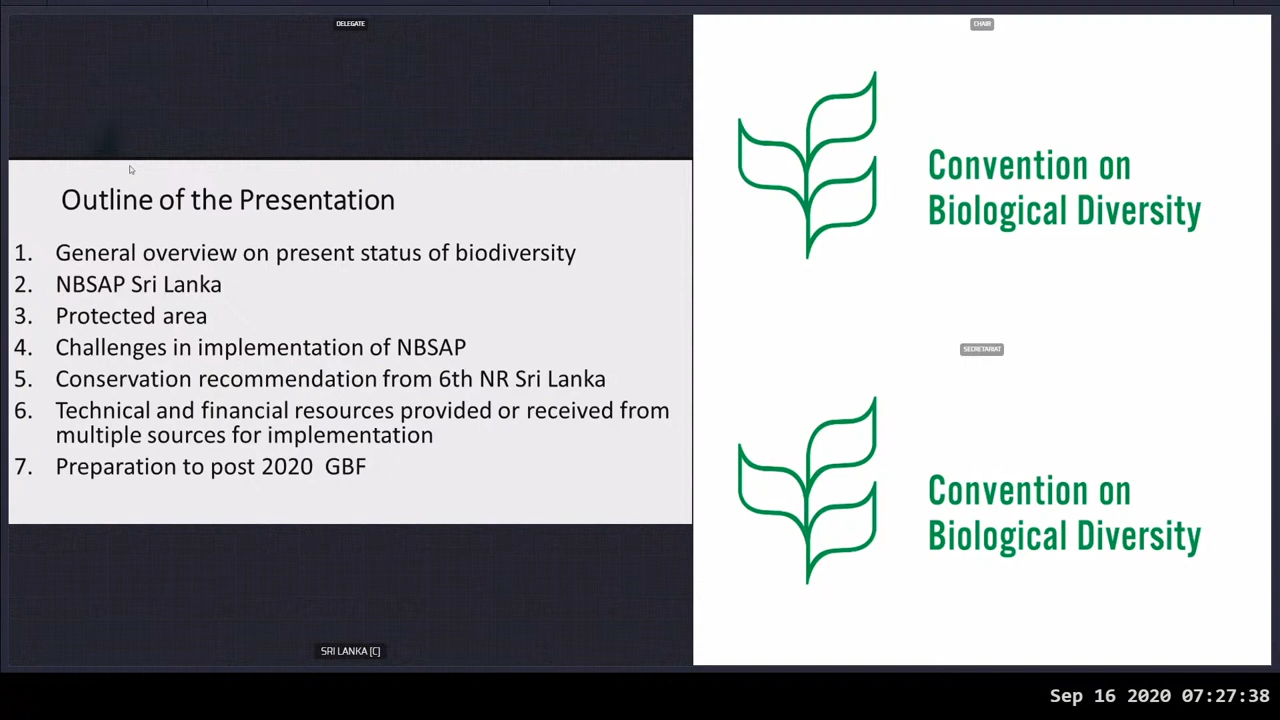 DELEGATE
Outline of the Presentation
1. General overview on present status of biodiversity
2. NBSAP Sri Lanka
3. Protected area
4. Challenges in implementation of NBSAP
5. Conservation recommendation from 6th NR Sri Lanka
6. Technical and financial resources provided or received from
multiple sources for implementation
7. Preparation to post 2020 GBF
SRI LANKA [C]
CHAIR
Convention on
Biological Diversity
SECRETARIAT
Convention on
Biological Diversity
Sep 16 2020 07:27:38